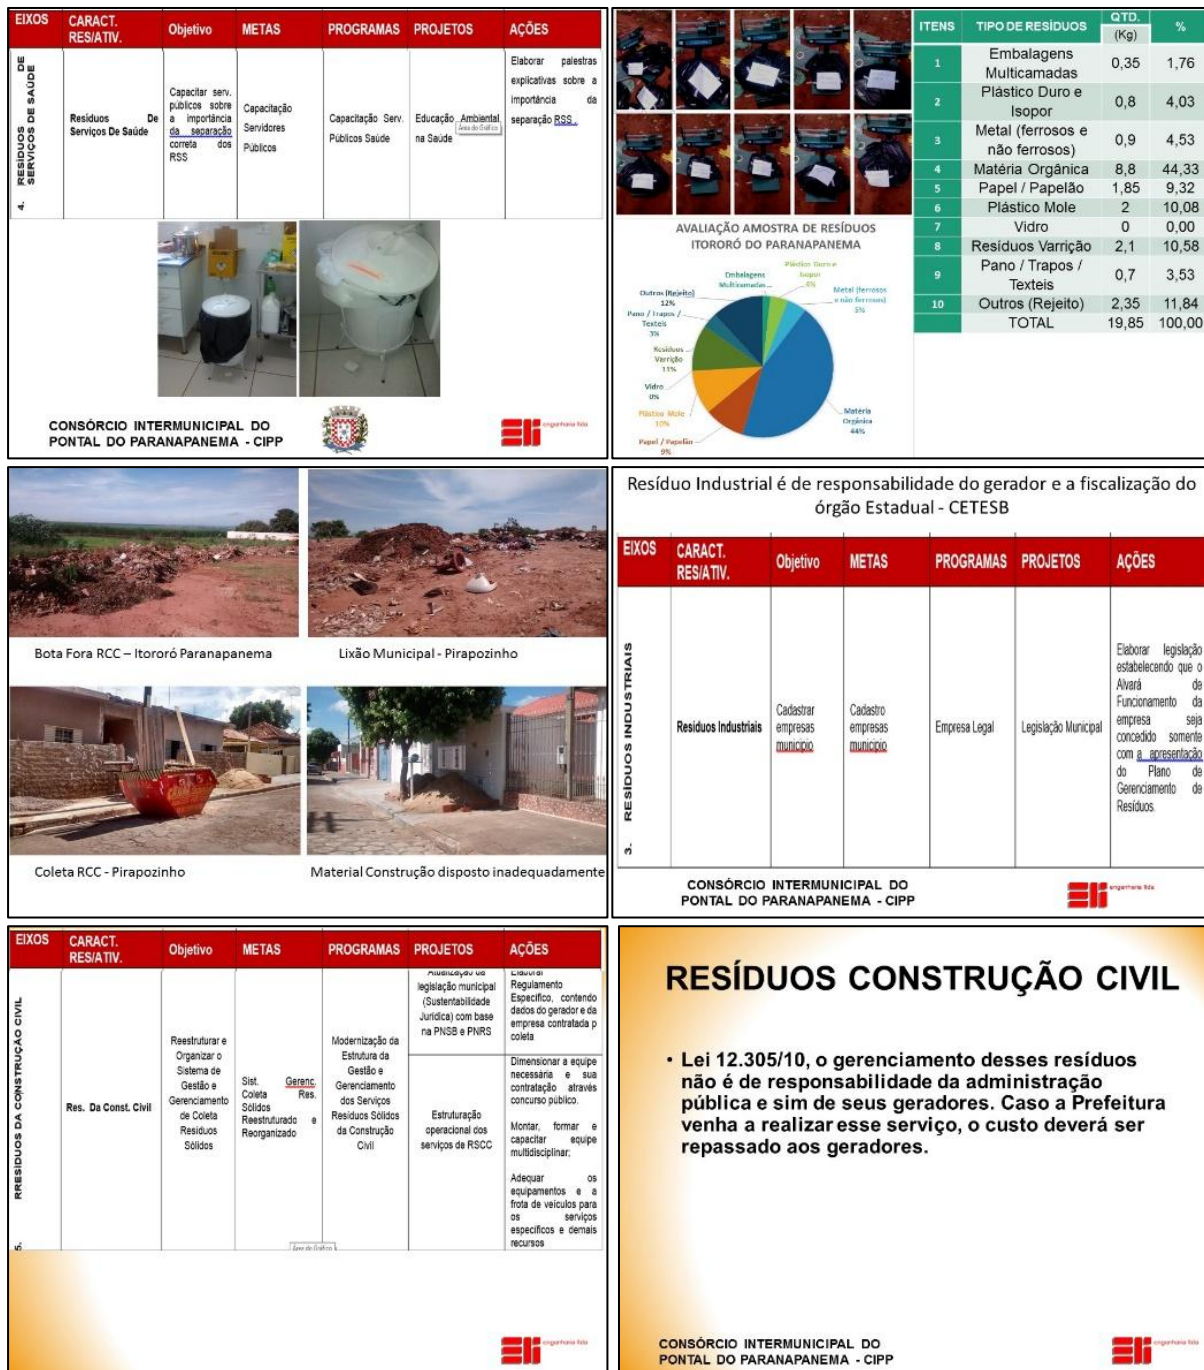 EIXOS
CARACT.
RES/ATIV.
Objetivo
METAS
PROGRAMAS
PROJETOS
AÇÕES
4. RESÍDUOS DE
SERVIÇOS DE SAÚDE
Resíduos De
Serviços De Saúde
Capacitar serv.
públicos sobre
a importância
da separação
correta dos
RSS
Capacitação
Servidores
Públicos
Capacitação Serv.
Públicos Saúde
Educação Ambiental
na Saúde
Área do Gráfico
Elaborar palestras
explicativas sobre a
importância da
separação RSS .
CONSÓRCIO INTERMUNICIPAL DO
PONTAL DO PARANAPANEMA - CIPP
engenharia ltda
AVALIAÇÃO AMOSTRA DE RESÍDUOS
ITORORÓ DO PARANAPANEMA
Plástico Duro e
Isopor
4%
Embalagens
Multicamadas
Metal (ferrosos
e não ferrosos)
5%
Outros (Rejeito)
12%
Pano / Trapos /
Texteis
3%
Resíduos
Varrição
11%
Vidro
0%
Plástico Mole
10%
Papel / Papelão
9%
Matéria
Orgânica
44%
ITENS TIPO DE RESÍDUOS QTD. (Kg) %
1 Embalagens Multicamadas 0,35 1,76
2 Plástico Duro e Isopor 0,8 4,03
3 Metal (ferrosos e não ferrosos) 0,9 4,53
4 Matéria Orgânica 8,8 44,33
5 Papel / Papelão 1,85 9,32
6 Plástico Mole 2 10,08
7 Vidro 0 0,00
8 Resíduos Varrição 2,1 10,58
9 Pano / Trapos / Texteis 0,7 3,53
10 Outros (Rejeito) 2,35 11,84
TOTAL 19,85 100,00
Bota Fora RCC – Itororó Paranapanema
Lixão Municipal - Pirapozinho
Coleta RCC - Pirapozinho
Material Construção disposto inadequadamente
Resíduo Industrial é de responsabilidade do gerador e a fiscalização do
órgão Estadual - CETESB
EIXOS
CARACT.
RES/ATIV.
Objetivo
METAS
PROGRAMAS
PROJETOS
AÇÕES
3. RESÍDUOS INDUSTRIAIS
Resíduos Industriais
Cadastrar
empresas
município
Cadastro
empresas
município
Empresa Legal
Legislação Municipal
Elaborar legislação
estabelecendo que o
Alvará de
Funcionamento da
empresa seja
concedido somente
com a apresentação
do Plano de
Gerenciamento de
Resíduos.
CONSÓRCIO INTERMUNICIPAL DO
PONTAL DO PARANAPANEMA - CIPP
engenharia ltda
EIXOS
CARACT.
RES/ATIV.
Objetivo
METAS
PROGRAMAS
PROJETOS
AÇÕES
5. RRESIDUOS DA CONSTRUÇÃO CIVIL
Res. Da Const. Civil
Reestruturar e
Organizar o
Sistema de
Gestão e
Gerenciamento
de Coleta
Resíduos
Sólidos
Sist. Gerenc.
Coleta Res.
Sólidos
Reestruturado e
Reorganizado
Modernização da
Estrutura da
Gestão e
Gerenciamento
dos Serviços
Resíduos Sólidos
da Construção
Civil
Atualização da
legislação municipal
(Sustentabilidade
Jurídica) com base
na PNSB e PNRS
Elaborar
Regulamento
Especifico, contendo
dados do gerador e da
empresa contratada p
coleta
Estruturação
operacional dos
serviços de RSCC
Dimensionar a equipe
necessária e sua
contratação através
concurso público.
Montar, formar e
capacitar equipe
multidisciplinar;
Adequar os
equipamentos e a
frota de veículos para
os serviços
específicos e demais
recursos
Área do Gráfico
engenharia ltda
RESÍDUOS CONSTRUÇÃO CIVIL
• Lei 12.305/10, o gerenciamento desses resíduos
não é de responsabilidade da administração
pública e sim de seus geradores. Caso a Prefeitura
venha a realizar esse serviço, o custo deverá ser
repassado aos geradores.
CONSÓRCIO INTERMUNICIPAL DO
PONTAL DO PARANAPANEMA - CIPP
engenharia ltda